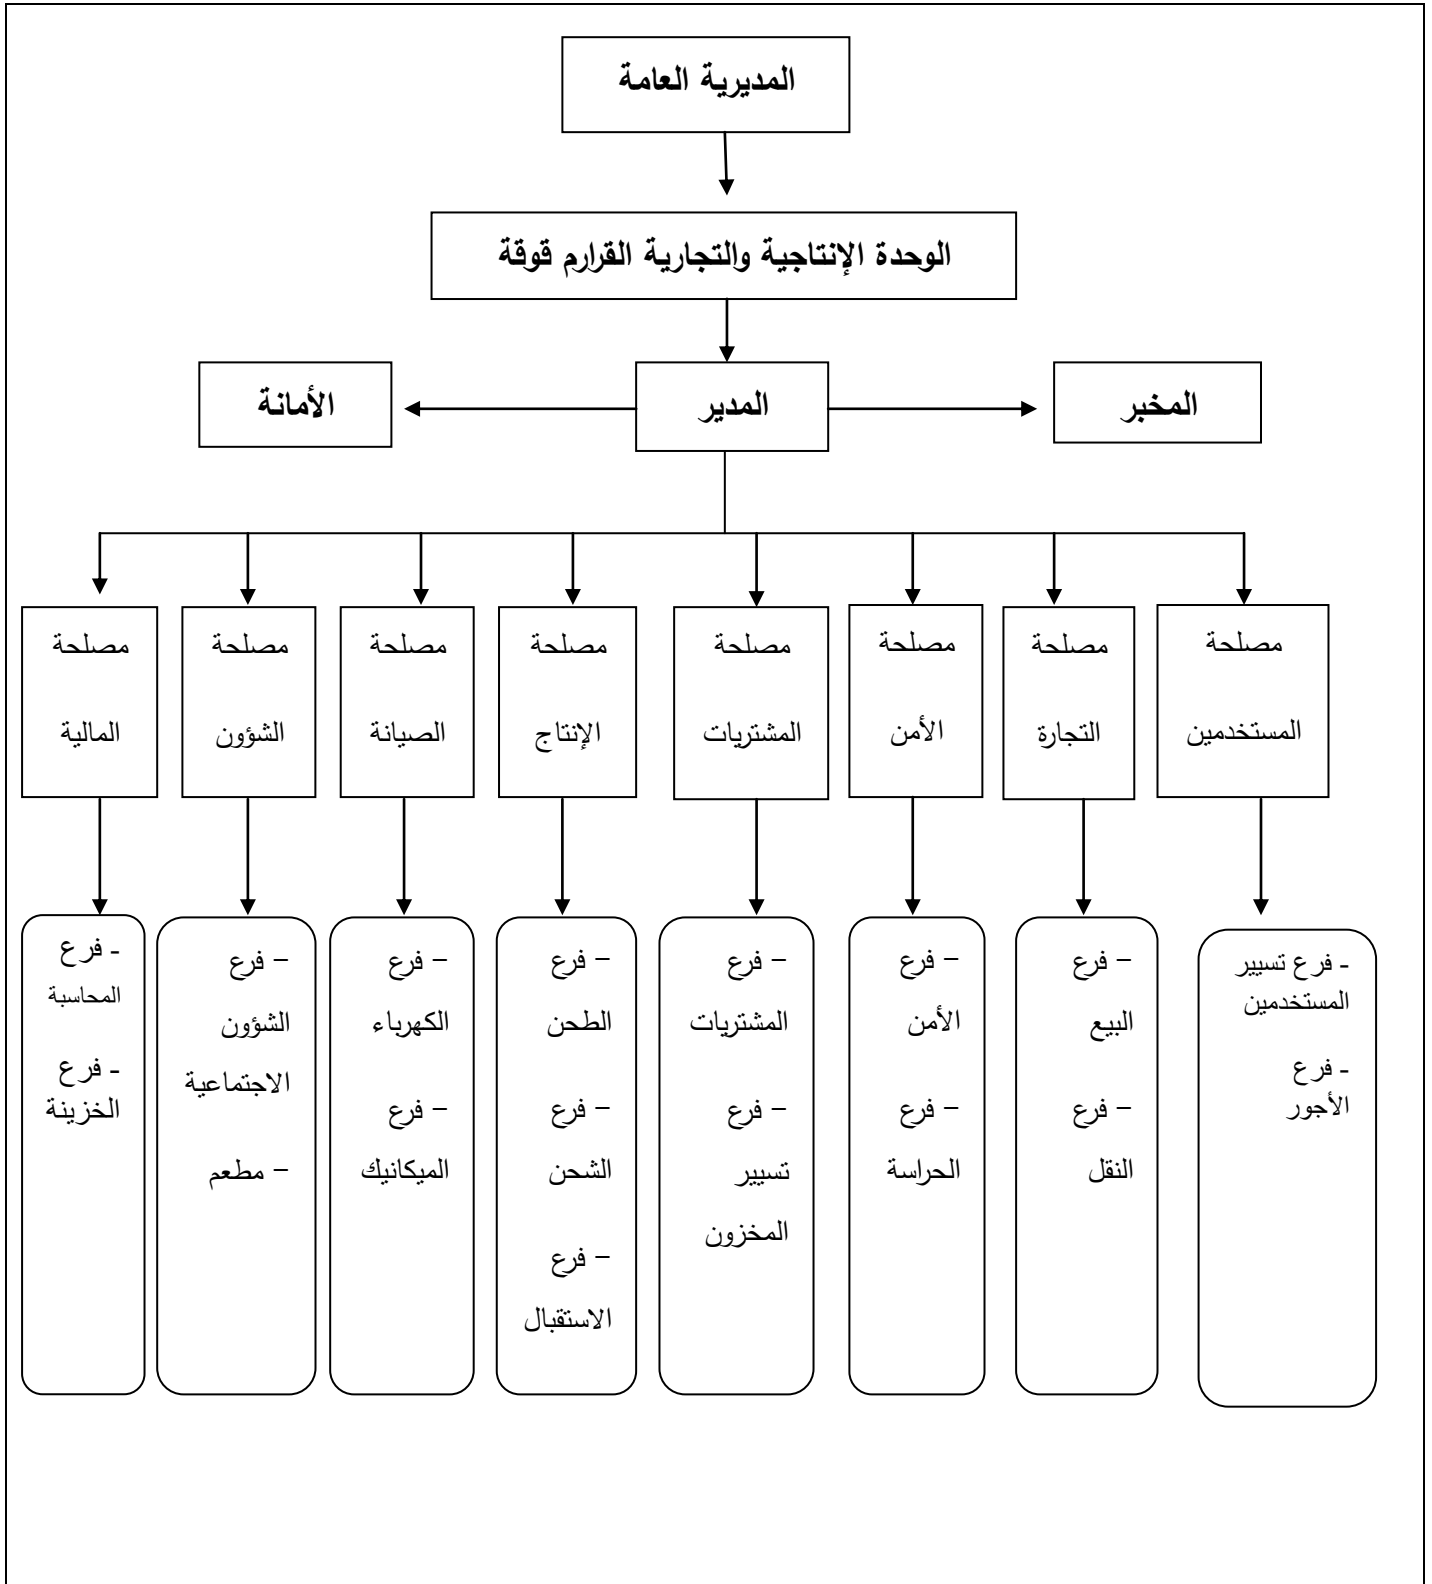 المديرية العامة
الوحدة الإنتاجية والتجارية القرارم قوقة
المخبر
المدير
الأمانة
مصلحة
المستخدمين
مصلحة
التجارة
مصلحة
الأمن
مصلحة
المشتريات
مصلحة
الإنتاج
مصلحة
الصيانة
مصلحة
الشؤون
مصلحة
المالية
- فرع تسيير
المستخدمين
- فرع
الأجور
– فرع
البيع
– فرع
النقل
– فرع
الأمن
– فرع
الحراسة
– فرع
المشتريات
– فرع
تسيير
المخزون
– فرع
الطحن
– فرع
الشحن
– فرع
الاستقبال
– فرع
الكهرباء
– فرع
الميكانيك
– فرع
الشؤون
الاجتماعية
– مطعم
- فرع
المحاسبة
- فرع
الخزينة